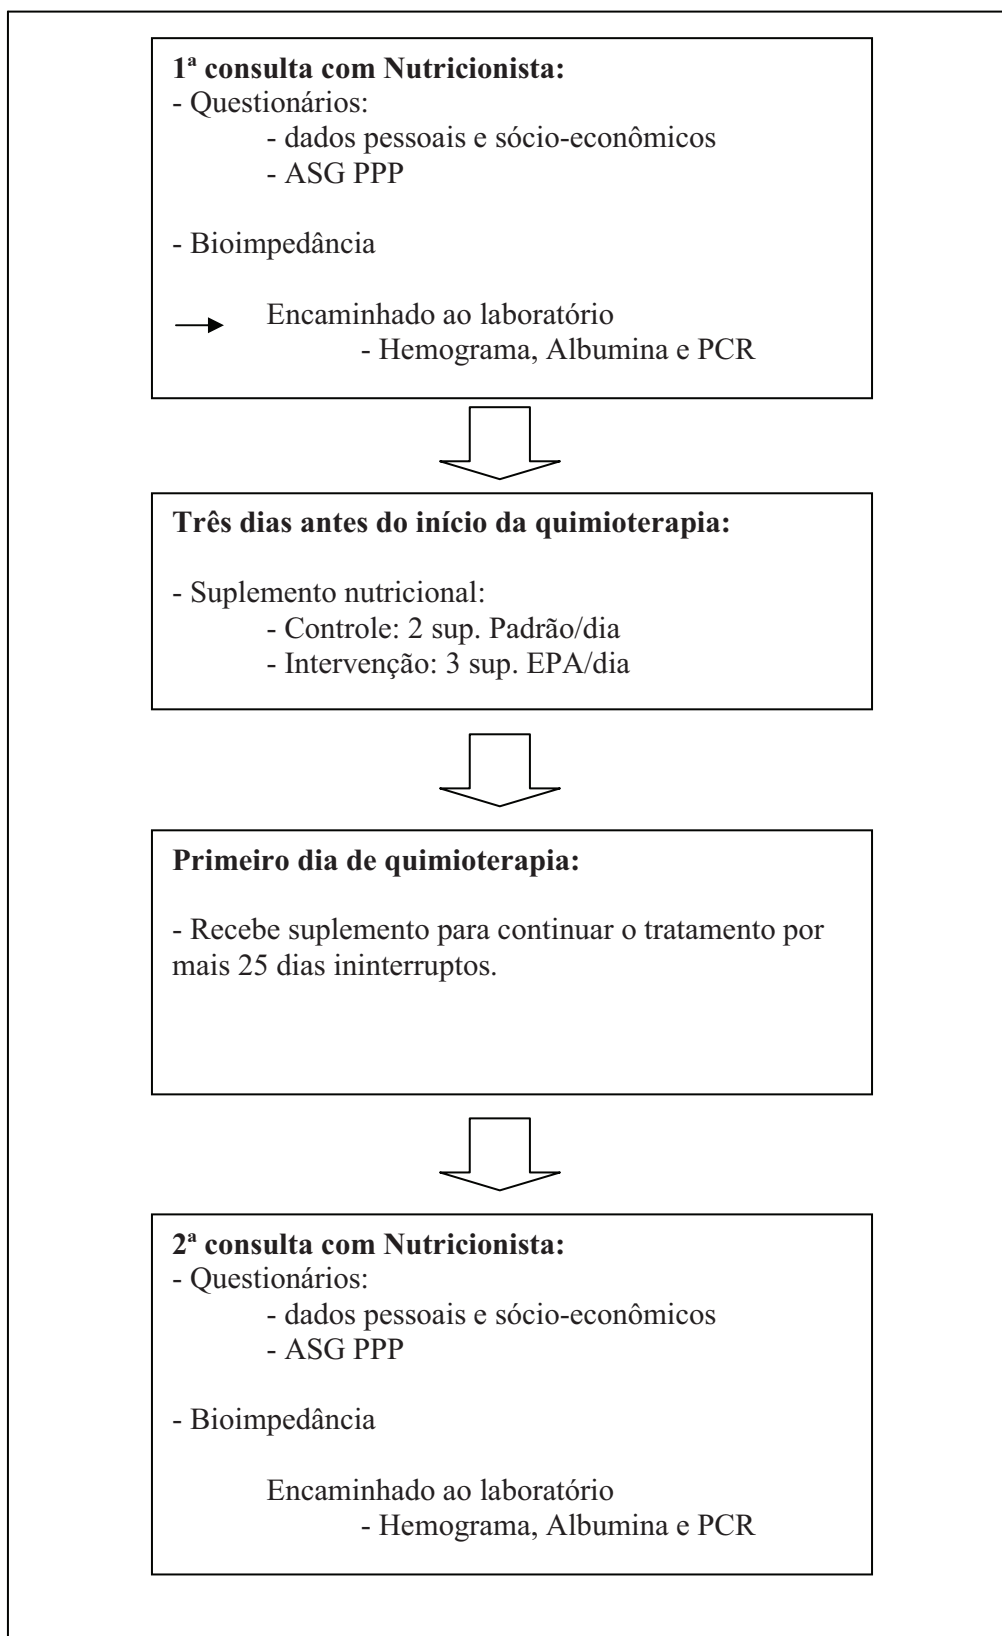 1ª consulta com Nutricionista:
- Questionários:
- dados pessoais e sócio-econômicos
- ASG PPP
- Bioimpedância
Encaminhado ao laboratório
- Hemograma, Albumina e PCR
Três dias antes do início da quimioterapia:
- Suplemento nutricional:
- Controle: 2 sup. Padrão/dia
- Intervenção: 3 sup. EPA/dia
Primeiro dia de quimioterapia:
- Recebe suplemento para continuar o tratamento por
mais 25 dias ininterruptos.
2ª consulta com Nutricionista:
- Questionários:
- dados pessoais e sócio-econômicos
- ASG PPP
- Bioimpedância
Encaminhado ao laboratório
- Hemograma, Albumina e PCR